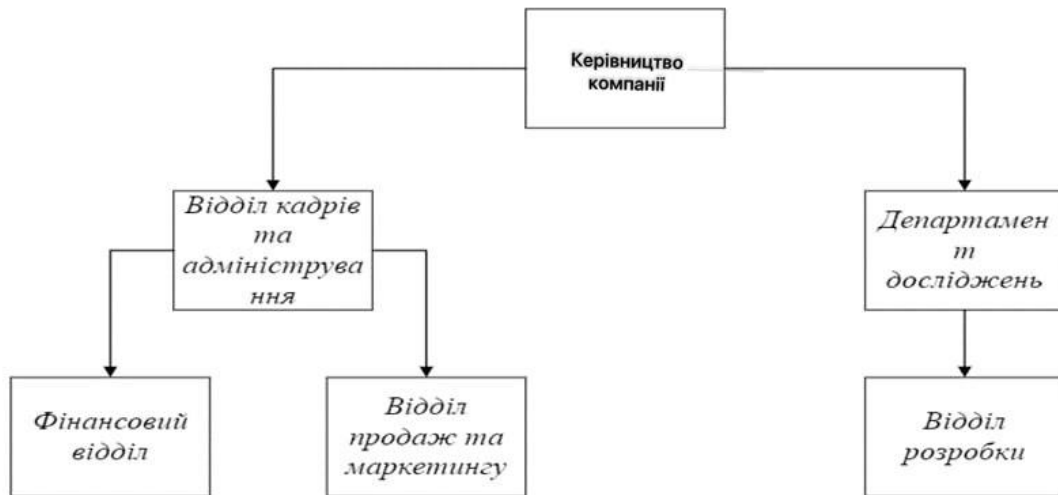 Керівництво
компанії
Відділ кадрів
та
адмініструва
ння
Департамен
т
досліджень
Фінансовий
відділ
Відділ
продаж та
маркетингу
Відділ
розробки